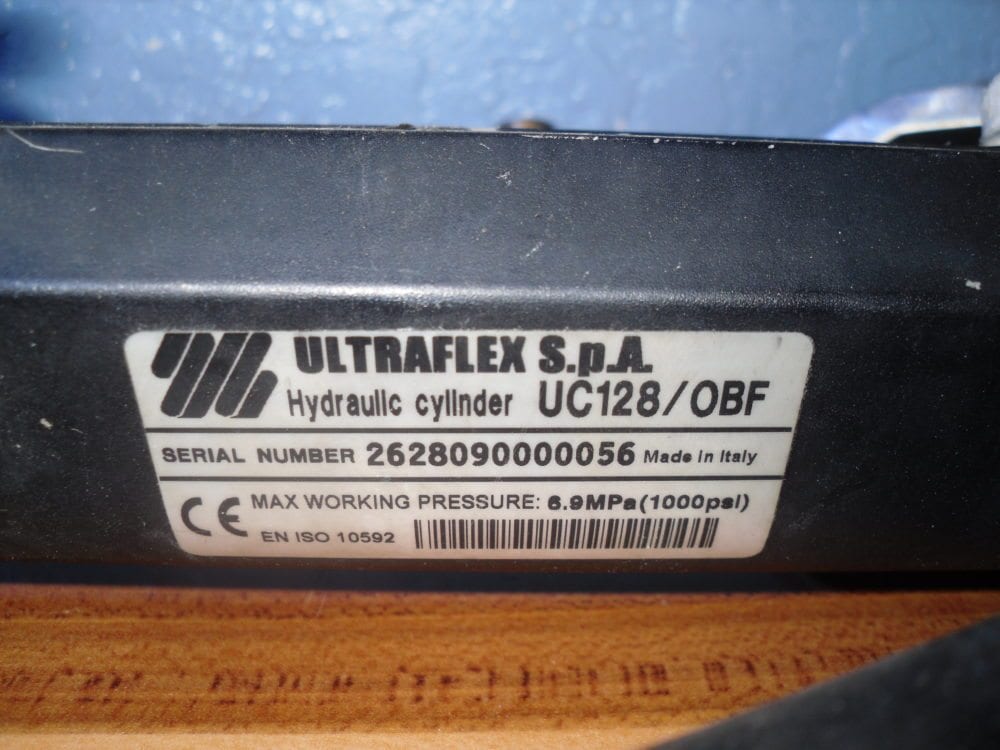 ULTRAFLEX S.p.A.
Hydraulic cylinder UC128/OBF
SERIAL NUMBER 2628090000056 Made in Italy
CE MAX WORKING PRESSURE: 6.9MPa(1000psi)
EN ISO 10592